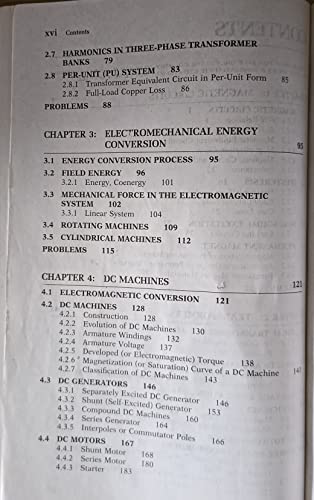 xvi Contents
2.7 HARMONICS IN THREE-PHASE TRANSFORMER
BANKS 79
2.8 PER-UNIT (PU) SYSTEM 83
2.8.1 Transformer Equivalent Circuit in Per-Unit Form 85
2.8.2 Full-Load Copper Loss 86
PROBLEMS 88
CHAPTER 3: ELECTROMECHANICAL ENERGY
CONVERSION 95
3.1 ENERGY CONVERSION PROCESS 95
3.2 FIELD ENERGY 96
3.2.1 Energy, Coenergy 101
3.3 MECHANICAL FORCE IN THE ELECTROMAGNETIC
SYSTEM 102
3.3.1 Linear System 104
3.4 ROTATING MACHINES 109
3.5 CYLINDRICAL MACHINES 112
PROBLEMS 115
CHAPTER 4: DC MACHINES 121
4.1 ELECTROMAGNETIC CONVERSION 121
4.2 DC MACHINES 128
4.2.1 Construction 128
4.2.2 Evolution of DC Machines 130
4.2.3 Armature Windings 132
4.2.4 Armature Voltage 137
4.2.5 Developed (or Electromagnetic) Torque 138
4.2.6 Magnetization (or Saturation) Curve of a DC Machine 141
4.2.7 Classification of DC Machines 143
4.3 DC GENERATORS 146
4.3.1 Separately Excited DC Generator 146
4.3.2 Shunt (Self-Excited) Generator 153
4.3.3 Compound DC Machines 160
4.3.4 Series Generator 164
4.3.5 Interpoles or Commutator Poles 166
4.4 DC MOTORS 167
4.4.1 Shunt Motor 168
4.4.2 Series Motor 180
4.4.3 Starter 183